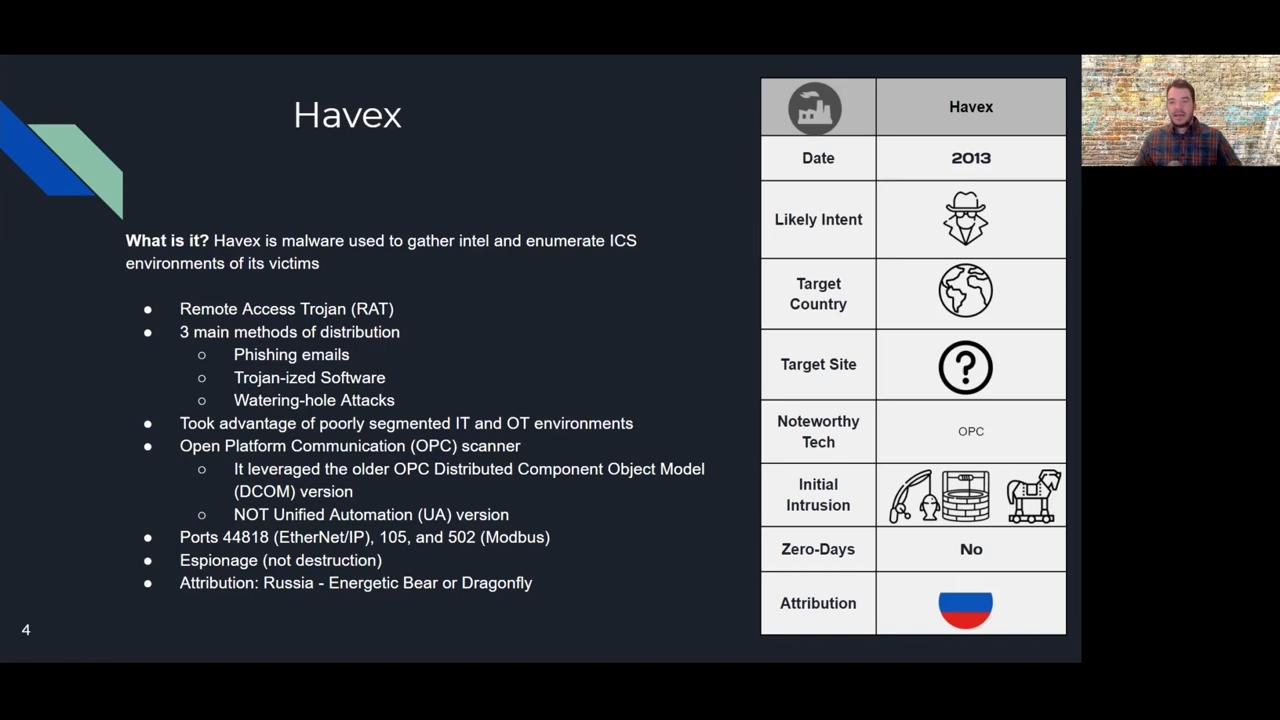 Havex
What is it? Havex is malware used to gather intel and enumerate ICS
environments of its victims
● Remote Access Trojan (RAT)
● 3 main methods of distribution
○ Phishing emails
○ Trojan-ized Software
○ Watering-hole Attacks
● Took advantage of poorly segmented IT and OT environments
● Open Platform Communication (OPC) scanner
○ It leveraged the older OPC Distributed Component Object Model
(DCOM) version
○ NOT Unified Automation (UA) version
● Ports 44818 (EtherNet/IP), 105, and 502 (Modbus)
● Espionage (not destruction)
● Attribution: Russia - Energetic Bear or Dragonfly
4
Havex
Date 2013
Likely Intent
Target
Country
Target Site ?
Noteworthy
Tech
OPC
Initial
Intrusion
Zero-Days No
Attribution